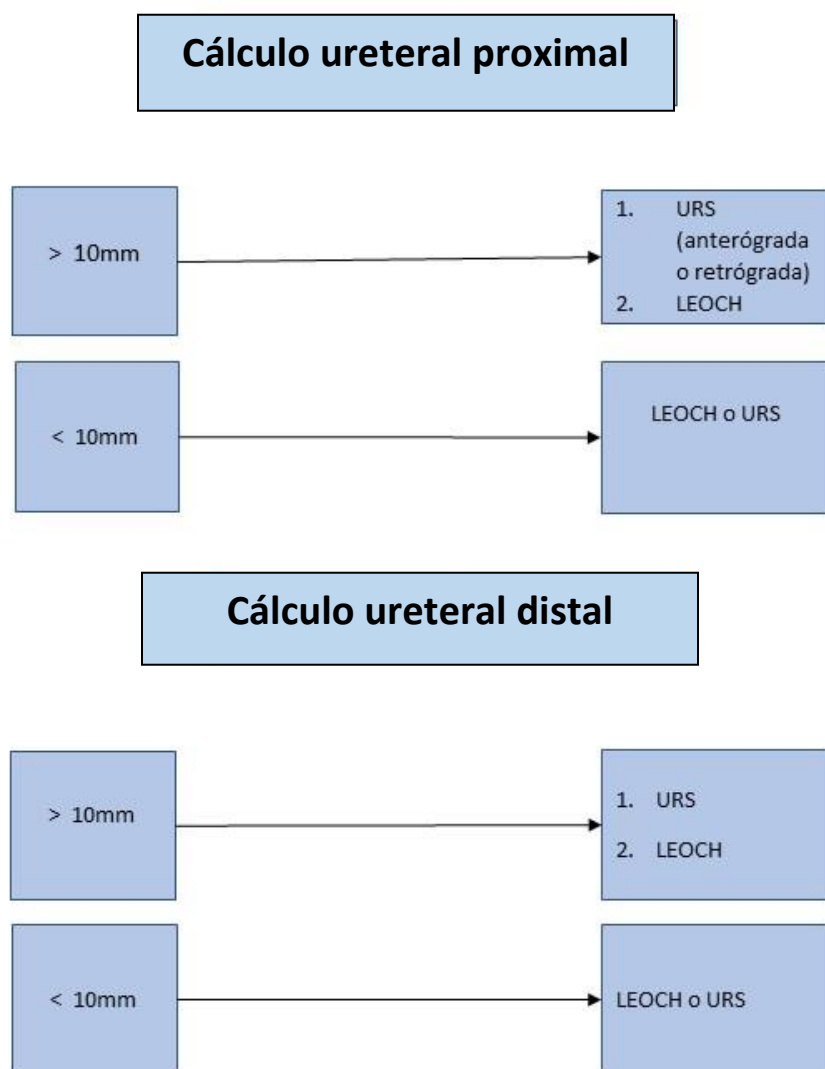 Cálculo ureteral proximal
> 10mm
1. URS
(anterógrada
o retrógrada)
2. LEOCH
< 10mm
LEOCH o URS
Cálculo ureteral distal
> 10mm
1. URS
2. LEOCH
< 10mm
LEOCH o URS